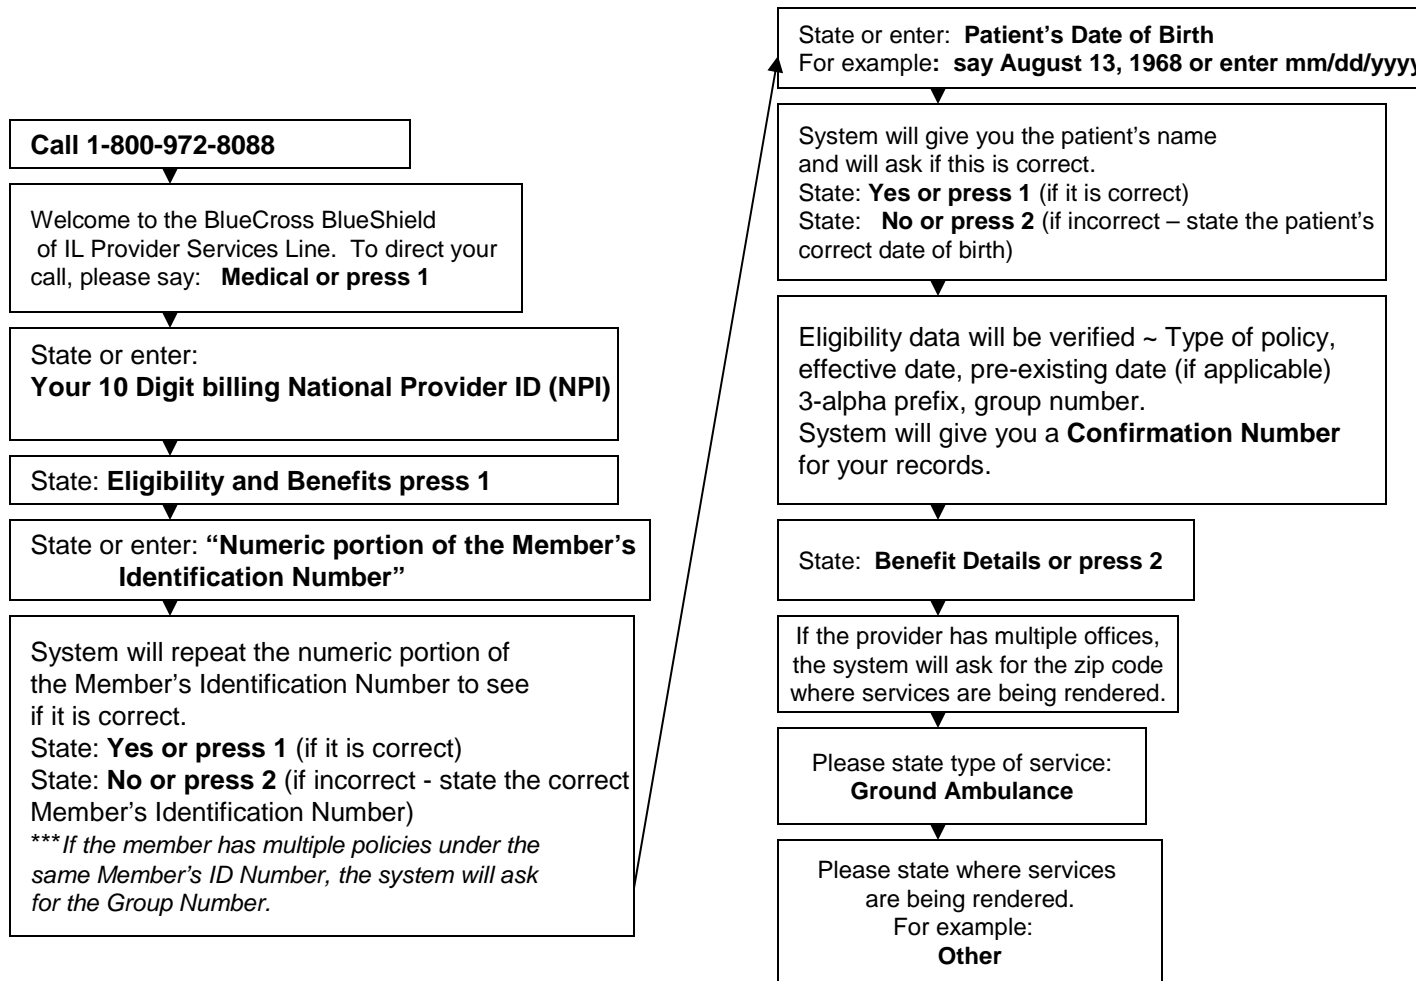 Call 1-800-972-8088
Welcome to the BlueCross BlueShield
of IL Provider Services Line. To direct your
call, please say: Medical or press 1
State or enter:
Your 10 Digit billing National Provider ID (NPI)
State: Eligibility and Benefits press 1
State or enter: “Numeric portion of the Member’s
Identification Number”
System will repeat the numeric portion of
the Member’s Identification Number to see
if it is correct.
State: Yes or press 1 (if it is correct)
State: No or press 2 (if incorrect - state the correct
Member’s Identification Number)
***If the member has multiple policies under the
same Member’s ID Number, the system will ask
for the Group Number.
State or enter: Patient’s Date of Birth
For example: say August 13, 1968 or enter mm/dd/yyyy
System will give you the patient’s name
and will ask if this is correct.
State: Yes or press 1 (if it is correct)
State: No or press 2 (if incorrect – state the patient’s
correct date of birth)
Eligibility data will be verified ~ Type of policy,
effective date, pre-existing date (if applicable)
3-alpha prefix, group number.
System will give you a Confirmation Number
for your records.
State: Benefit Details or press 2
If the provider has multiple offices,
the system will ask for the zip code
where services are being rendered.
Please state type of service:
Ground Ambulance
Please state where services
are being rendered.
For example:
Other